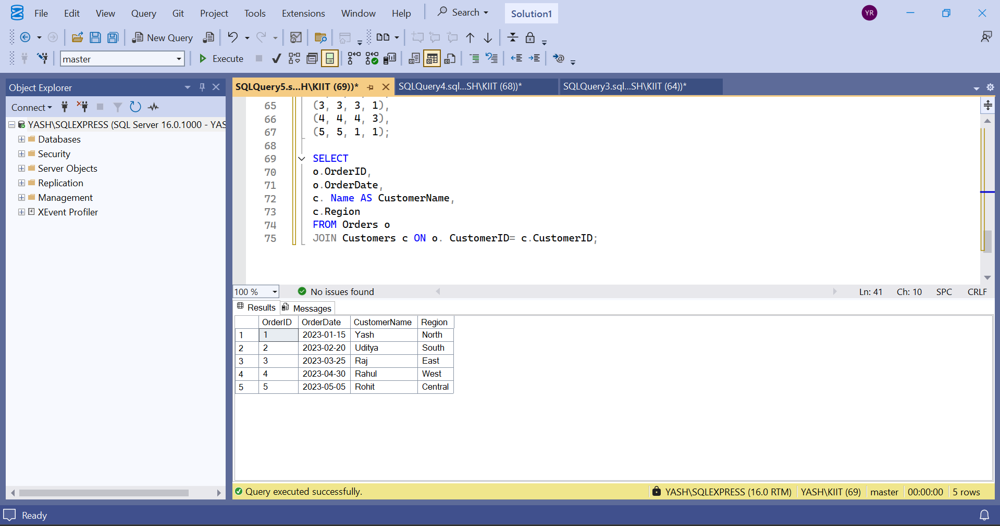 File Edit View Query Git Project Tools Extensions Window Help Search Solution1 YR
New Query
master Execute
Object Explorer
Connect
YASH\SQLEXPRESS (SQL Server 16.0.1000 - YAS
Databases
Security
Server Objects
Replication
Management
XEvent Profiler
SQLQuery5.s...H\KIIT (69))* SQLQuery4.sql...SH\KIIT (68))* SQLQuery3.sql...SH\KIIT (64))*
65 (3, 3, 3, 1),
66 (4, 4, 4, 3),
67 (5, 5, 1, 1);
68
69 SELECT
70 o.OrderID,
71 o.OrderDate,
72 c. Name AS CustomerName,
73 c.Region
74 FROM Orders o
75 JOIN Customers c ON o. CustomerID= c.CustomerID;
100 % No issues found Ln: 41 Ch: 10 SPC CRLF
Results Messages
OrderID OrderDate CustomerName Region
1 1 2023-01-15 Yash North
2 2 2023-02-20 Uditya South
3 3 2023-03-25 Raj East
4 4 2023-04-30 Rahul West
5 5 2023-05-05 Rohit Central
Query executed successfully. YASH\SQLEXPRESS (16.0 RTM) YASH\KIIT (69) master 00:00:00 5 rows
Ready